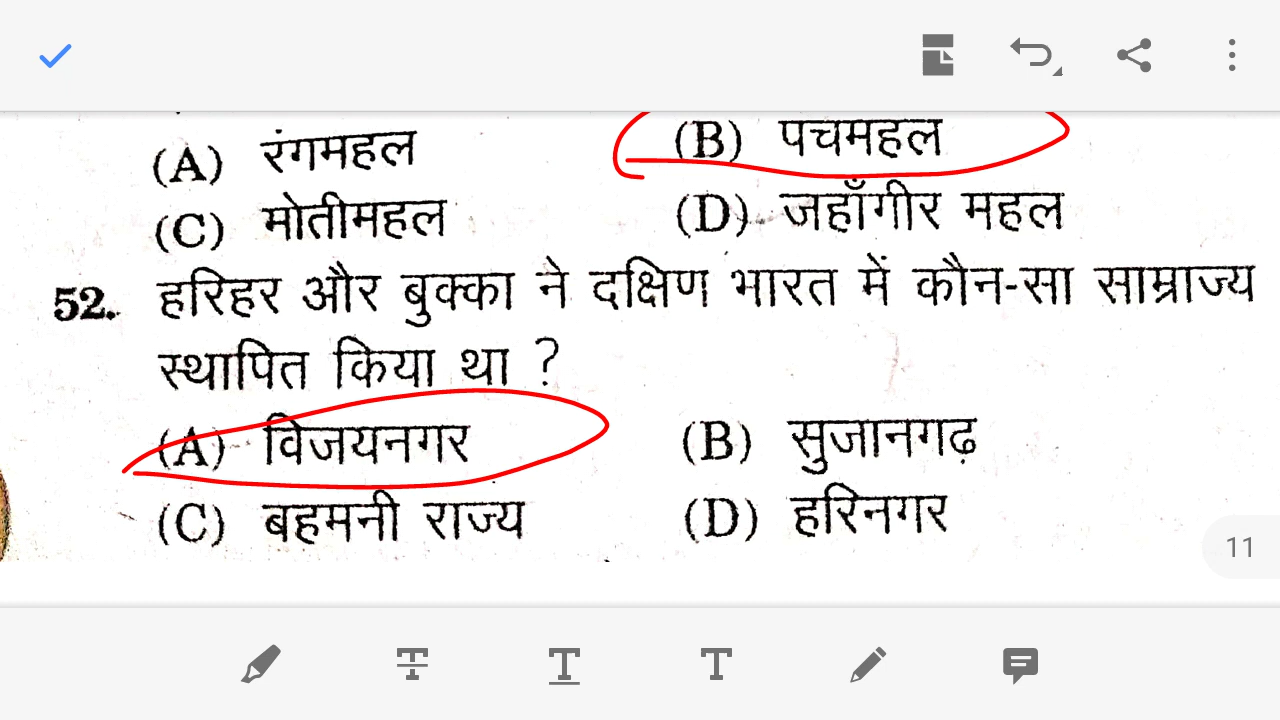 (A) रंगमहल (B) पचमहल
(C) मोतीमहल (D) जहाँगीर महल
52. हरिहर और बुक्का ने दक्षिण भारत में कौन-सा साम्राज्य
स्थापित किया था ?
(A) विजयनगर (B) सुजानगढ़
(C) बहमनी राज्य (D) हरिनगर
11